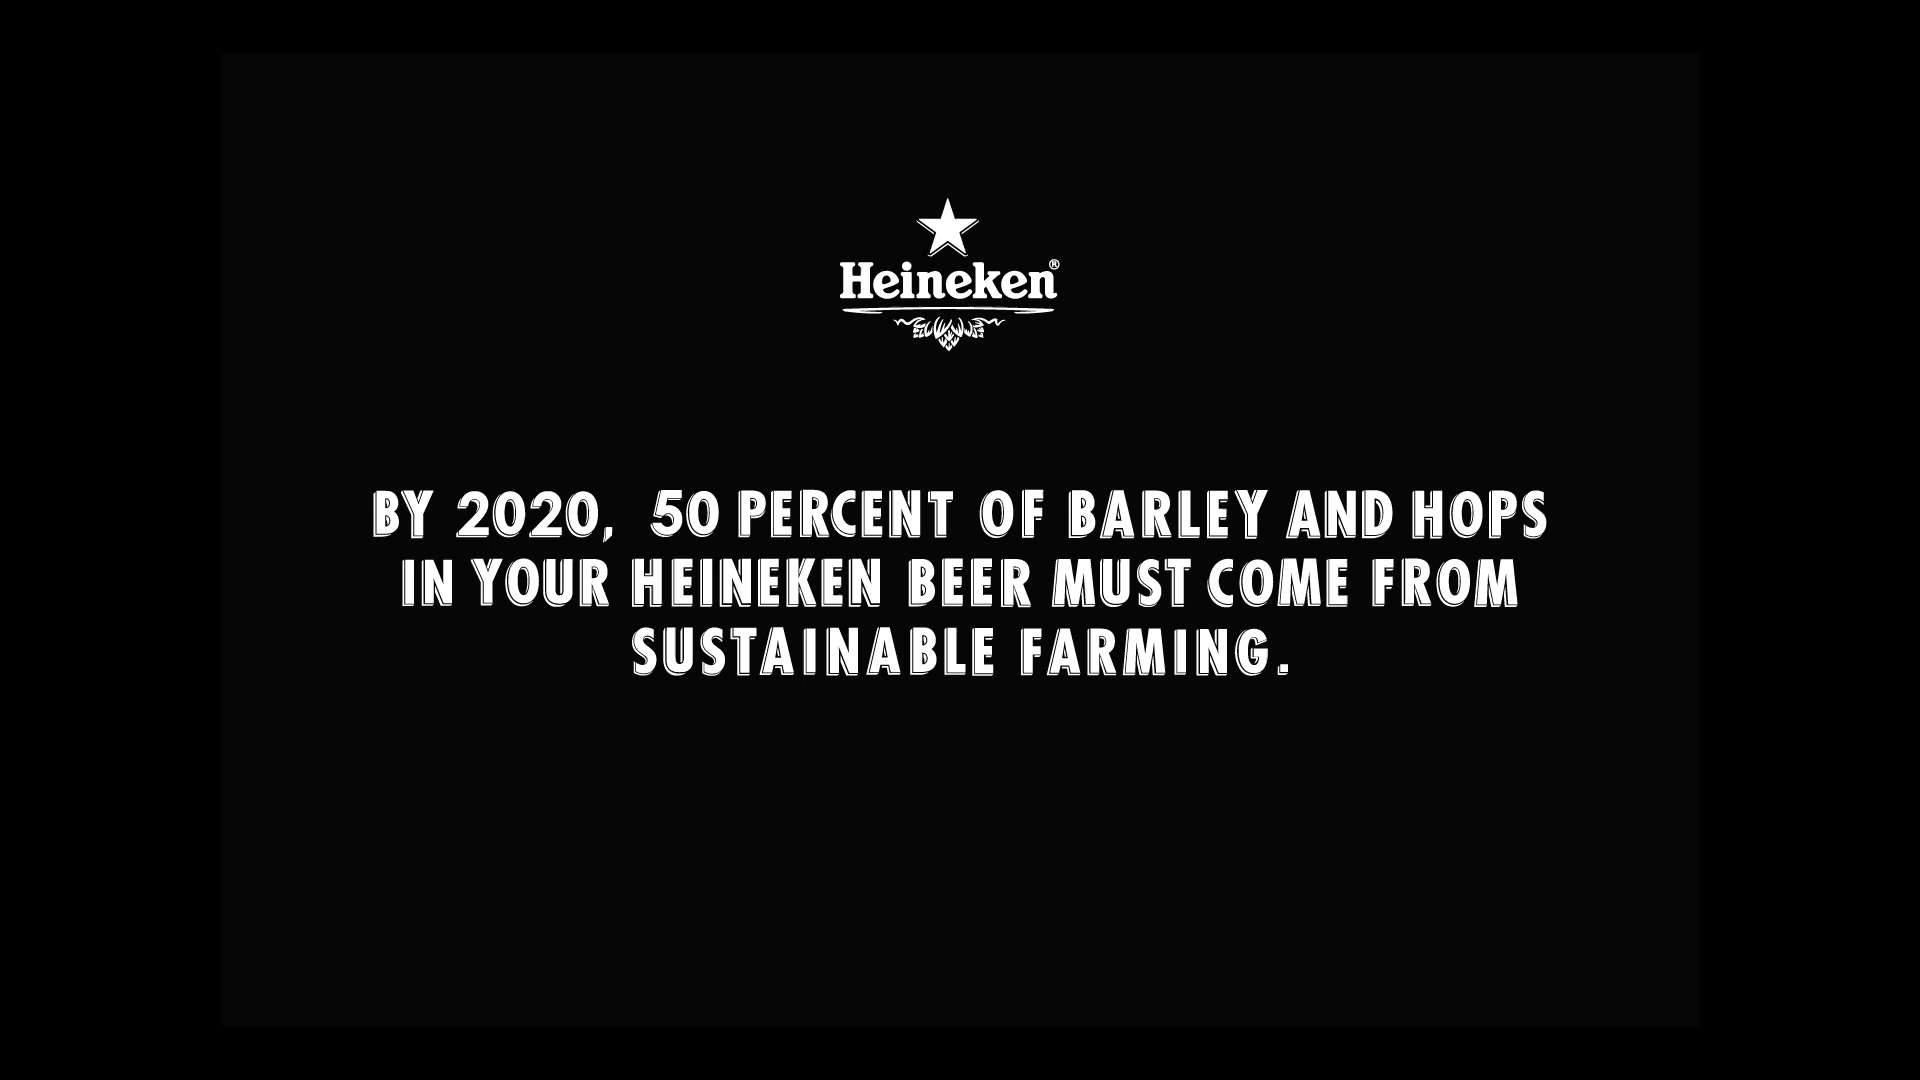 Heineken®
BY 2020, 50 PERCENT OF BARLEY AND HOPS
IN YOUR HEINEKEN BEER MUST COME FROM
SUSTAINABLE FARMING.